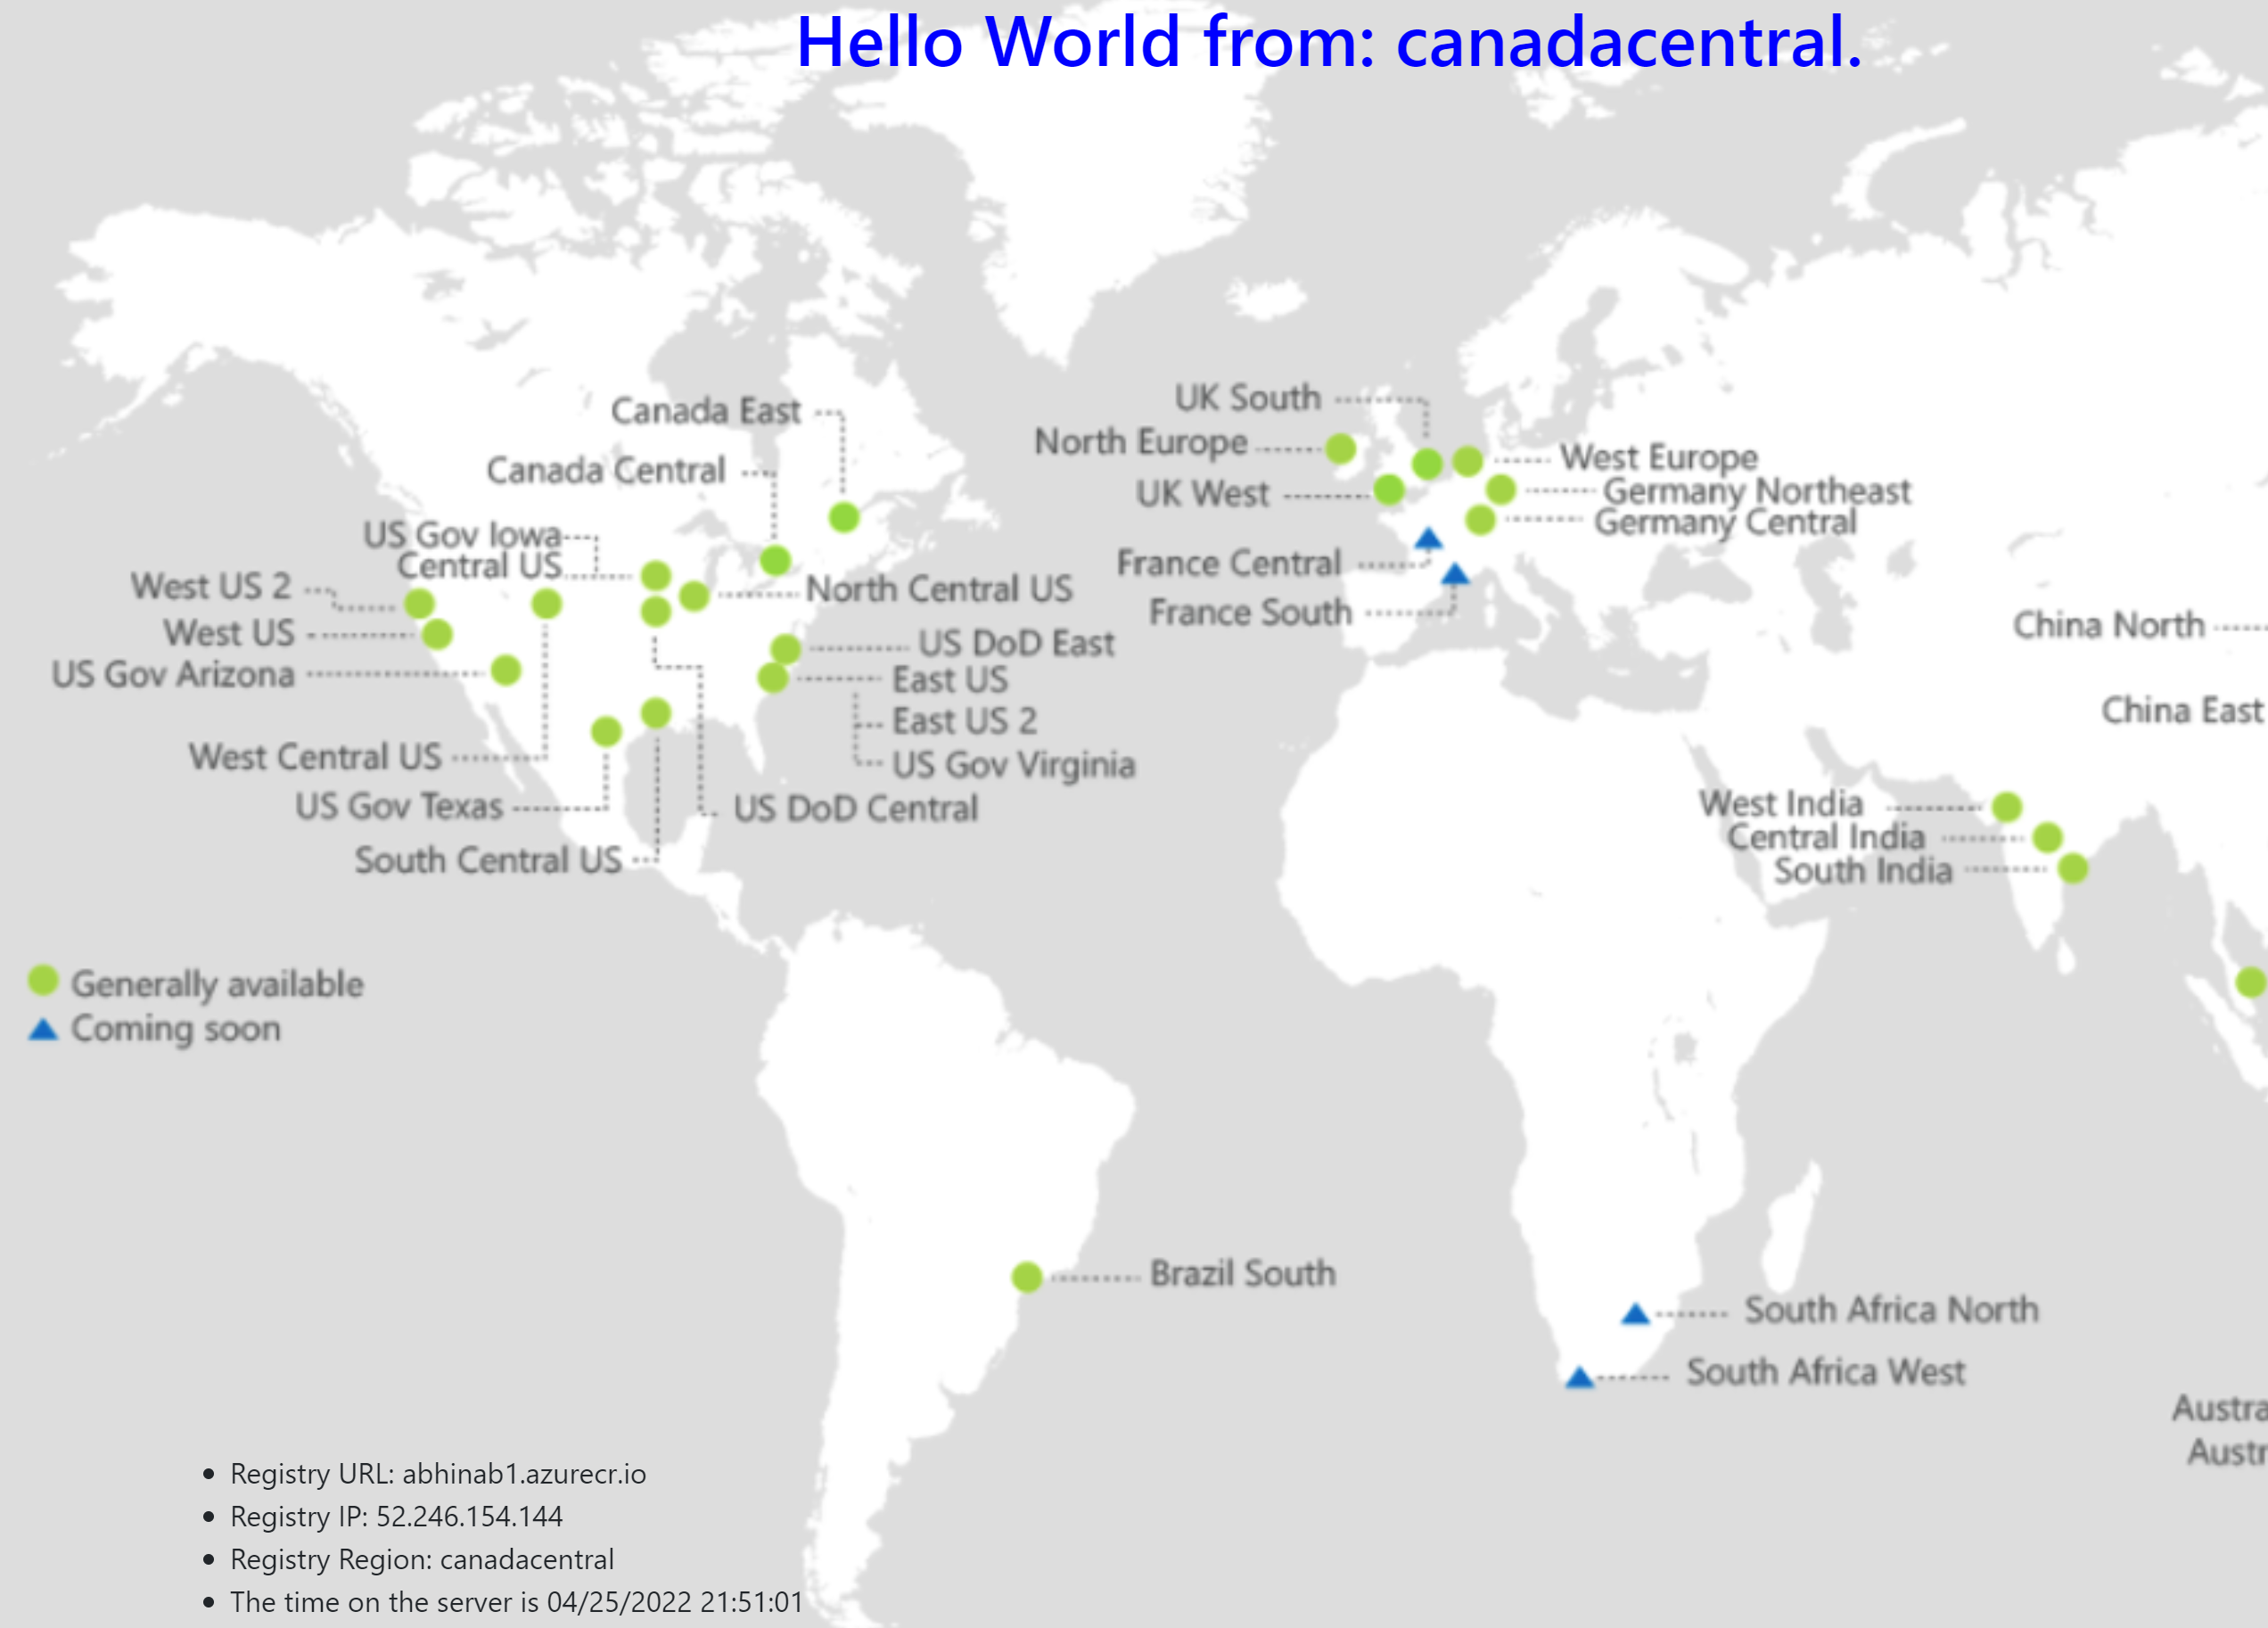 Hello World from: canadacentral.
Canada East
Canada Central
US Gov Iowa
Central US
West US 2
West US
US Gov Arizona
West Central US
US Gov Texas
South Central US
North Central US
US DoD East
East US
East US 2
US Gov Virginia
US DoD Central
UK South
North Europe
UK West
West Europe
Germany Northeast
Germany Central
France Central
France South
China North
China East
West India
Central India
South India
Generally available
Coming soon
Brazil South
South Africa North
South Africa West
Austra
Austr
Registry URL: abhinab1.azurecr.io
Registry IP: 52.246.154.144
Registry Region: canadacentral
The time on the server is 04/25/2022 21:51:01